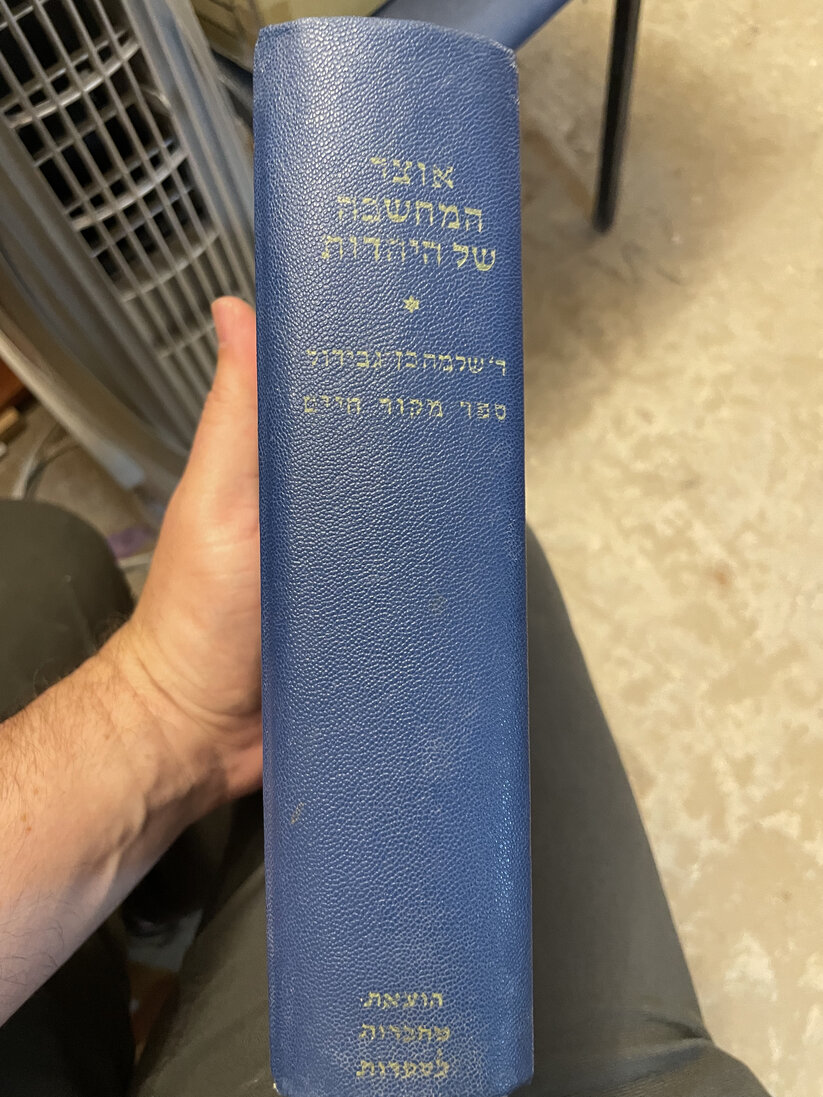 אוצר
המחשבה
של היהדות
ר' שלמה בן גבירול
ספר מקור חיים
הוצאת
מחברות
לספרות